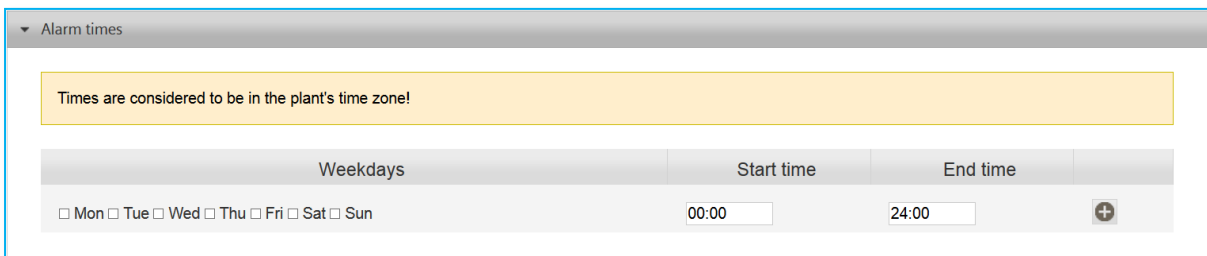 Alarm times
Times are considered to be in the plant's time zone!
Weekdays Start time End time
Mon Tue Wed Thu Fri Sat Sun 00:00 24:00